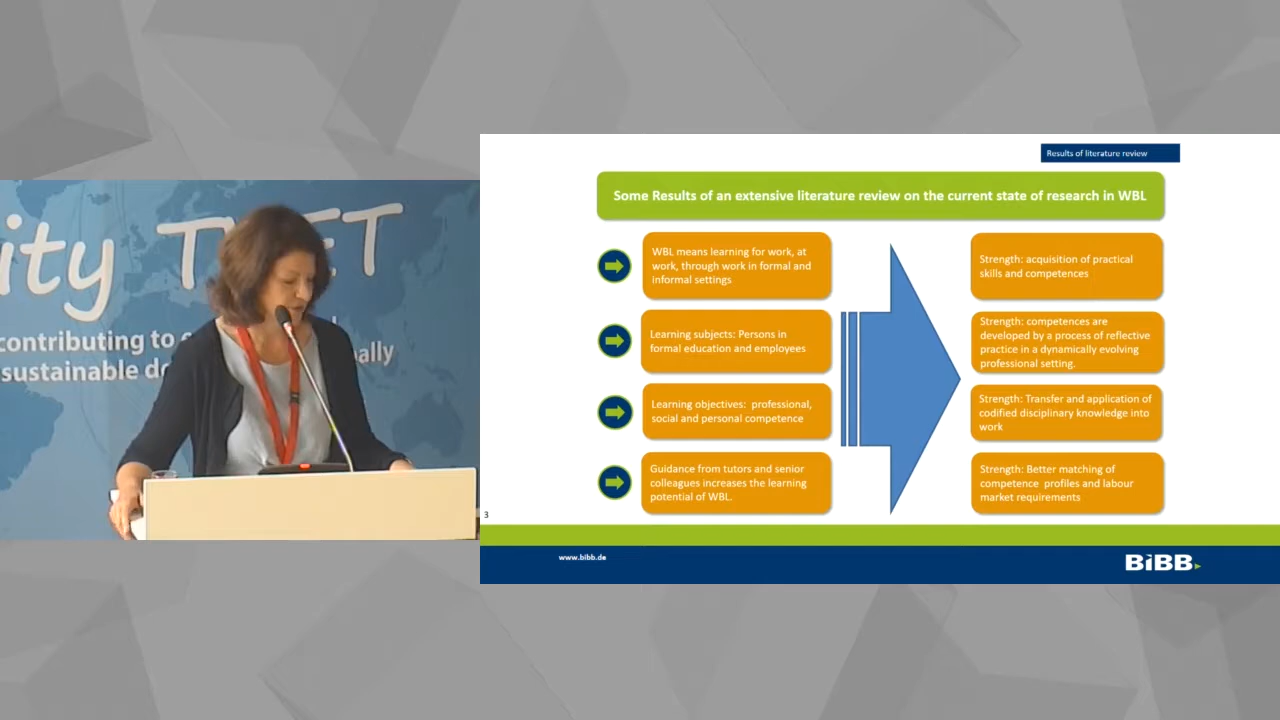 ity TVET
contributing to
ally
sustainable
Results of literature review
Some Results of an extensive literature review on the current state of research in WBL
WBL means learning for work, at
work, through work in formal and
informal settings
Strength: acquisition of practical
skills and competences
Learning subjects: Persons in
formal education and employees
Strength: competences are
developed by a process of reflective
practice in a dynamically evolving
professional setting.
Learning objectives: professional,
social and personal competence
Strength: Transfer and application of
codified disciplinary knowledge into
work
Guidance from tutors and senior
colleagues increases the learning
potential of WBL.
Strength: Better matching of
competence profiles and labour
market requirements
3
www.bibb.de
BiBB